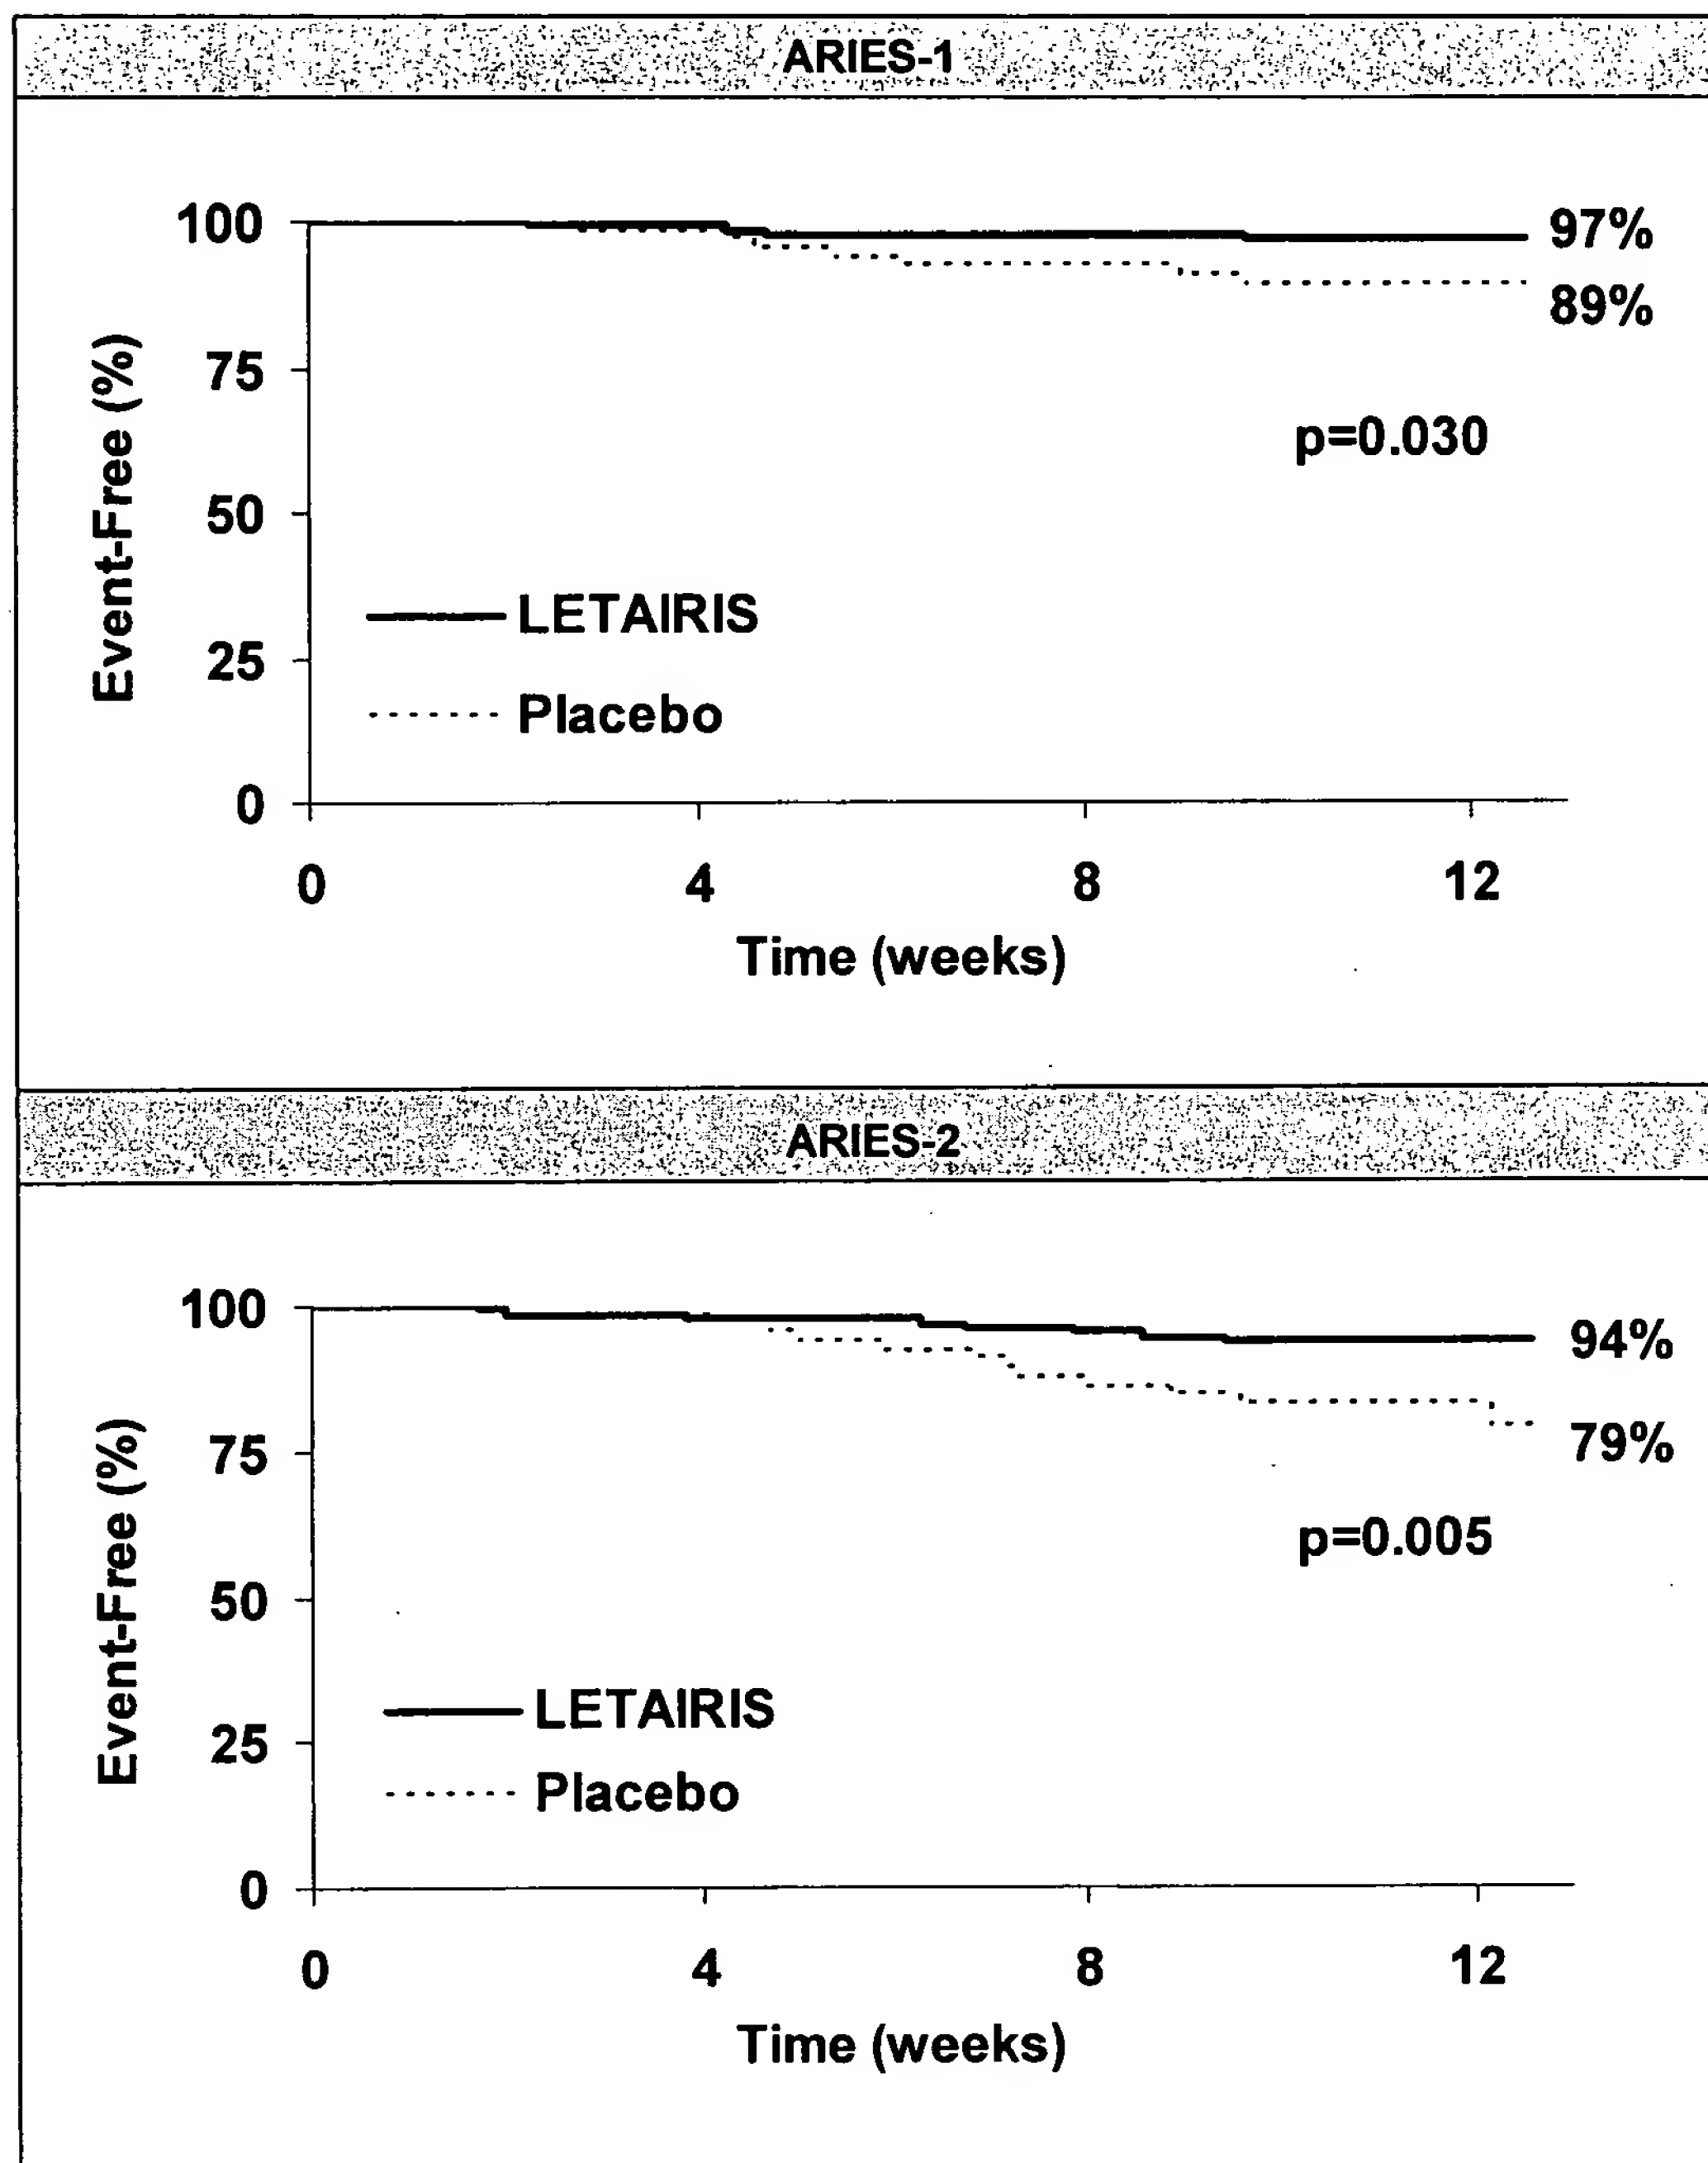 ARIES-1
100
97%
89%
75
p=0.030
50
LETAIRIS
25
Placebo
0
Event-Free (%)
0 4 8 12
Time (weeks)
ARIES-2
100
94%
75
79%
p=0.005
50
LETAIRIS
25
Placebo
0
Event-Free (%)
0 4 8 12
Time (weeks)